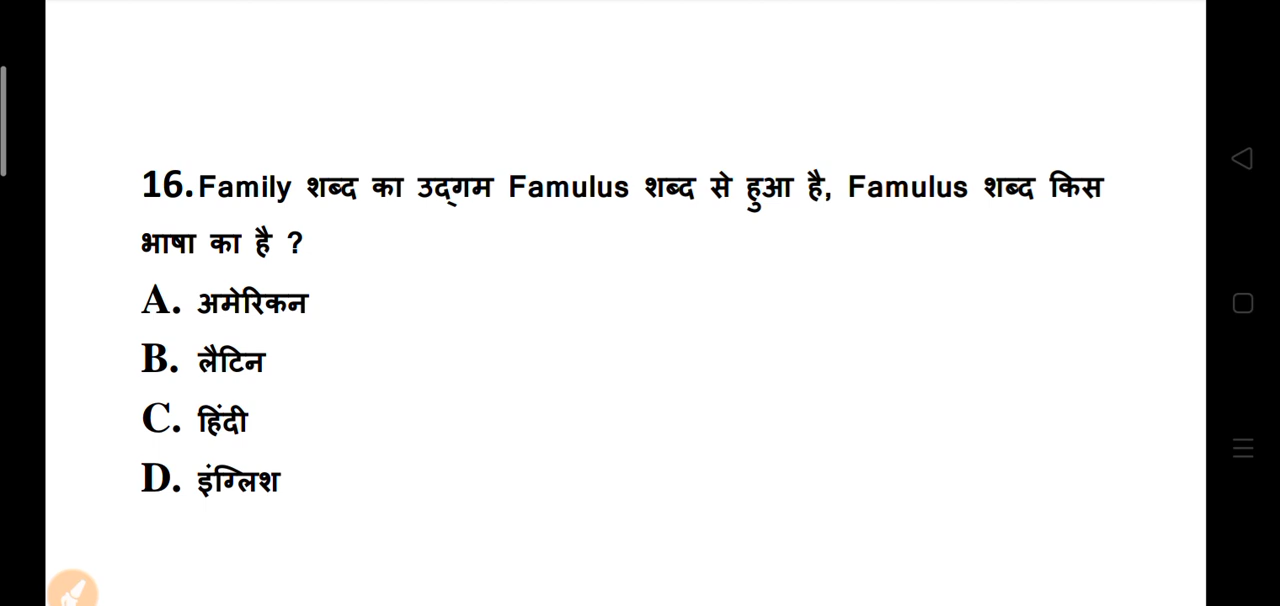 16.Family शब्द का उद्गम Famulus शब्द से हुआ है, Famulus शब्द किस
भाषा का है ?
A. अमेरिकन
B. लैटिन
C. हिंदी
D. इंग्लिश